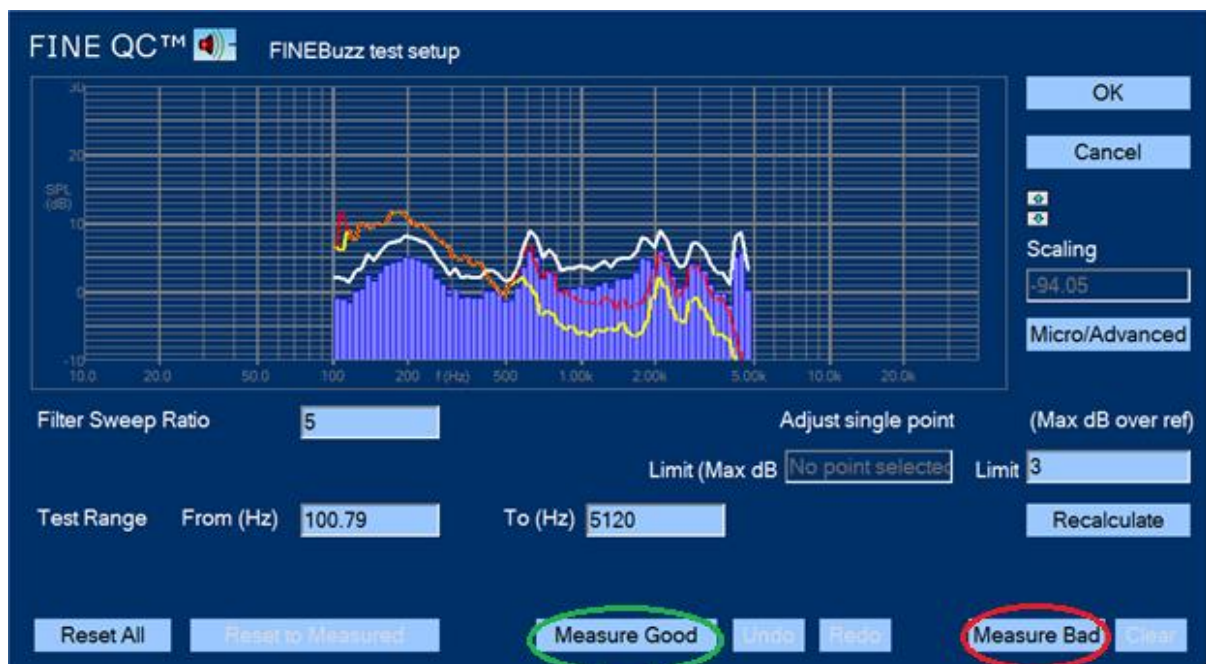 FINE QC™ FINEBuzz test setup
30
20
SPL
(dB)
10
0
-10
10.0 20.0 50.0 100 200 f (Hz) 500 1.00k 2.00k 5.00k 10.0k 20.0k
OK
Cancel
Scaling
-94.05
Micro/Advanced
Filter Sweep Ratio 5 Adjust single point (Max dB over ref)
Limit (Max dB No point selected Limit 3
Test Range From (Hz) 100.79 To (Hz) 5120 Recalculate
Reset All Reset to Measured Measure Good Undo Redo Measure Bad Clear